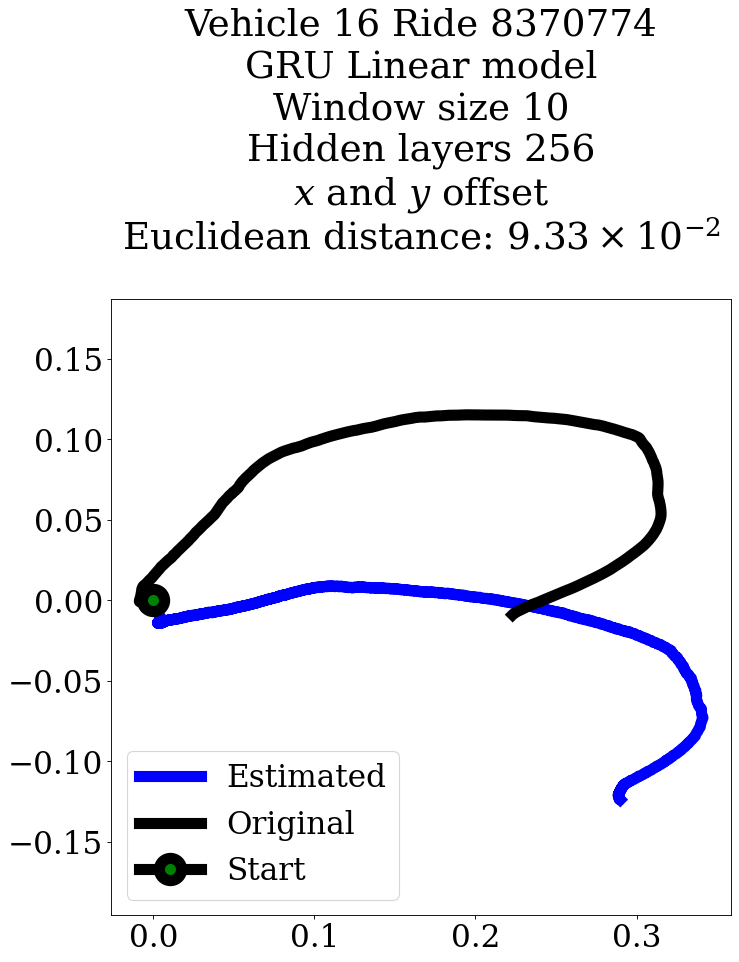 Vehicle 16 Ride 8370774
GRU Linear model
Window size 10
Hidden layers 256
x and y offset
Euclidean distance: 9.33 × 10⁻²
0.15
0.10
0.05
0.00
−0.05
−0.10
−0.15
Estimated
Original
Start
0.0 0.1 0.2 0.3